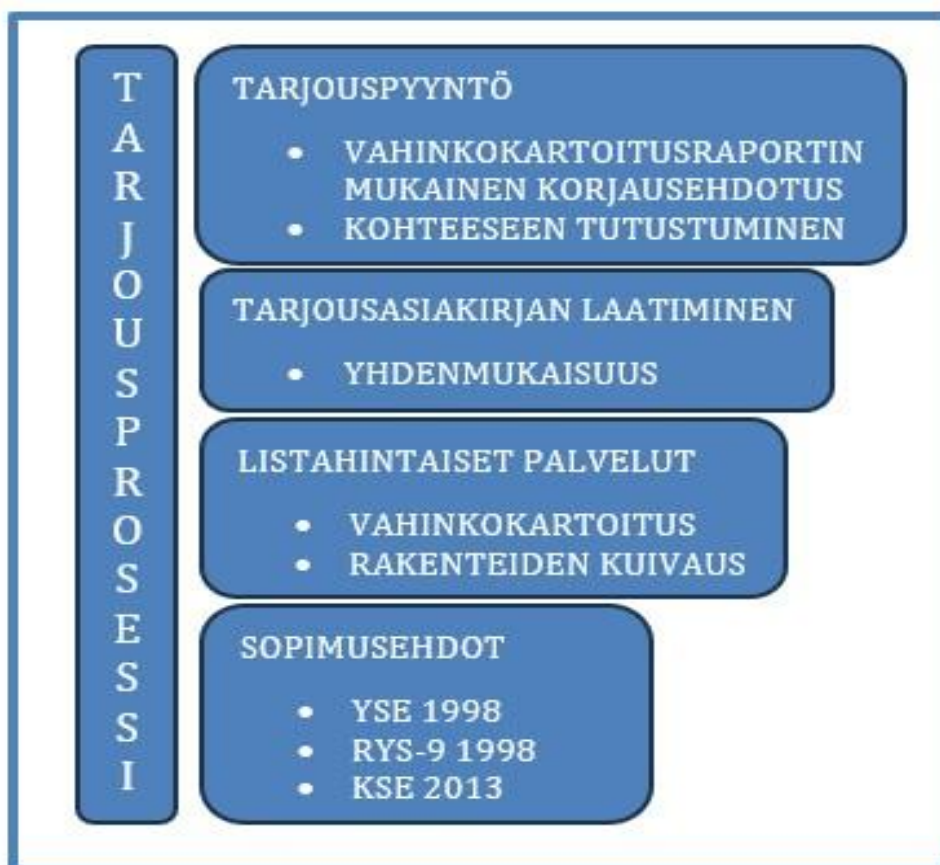 TARJOUSPROSESSI
TARJOUSPYYNTÖ
• VAHINKOKARTOITUSRAPORTIN
MUKAINEN KORJAUSEHDOTUS
• KOHTEESEEN TUTUSTUMINEN
TARJOUSASIAKIRJAN LAATIMINEN
• YHDENMUKAISUUS
LISTAHINTAISET PALVELUT
• VAHINKOKARTOITUS
• RAKENTEIDEN KUIVAUS
SOPIMUSEHDOT
• YSE 1998
• RYS-9 1998
• KSE 2013